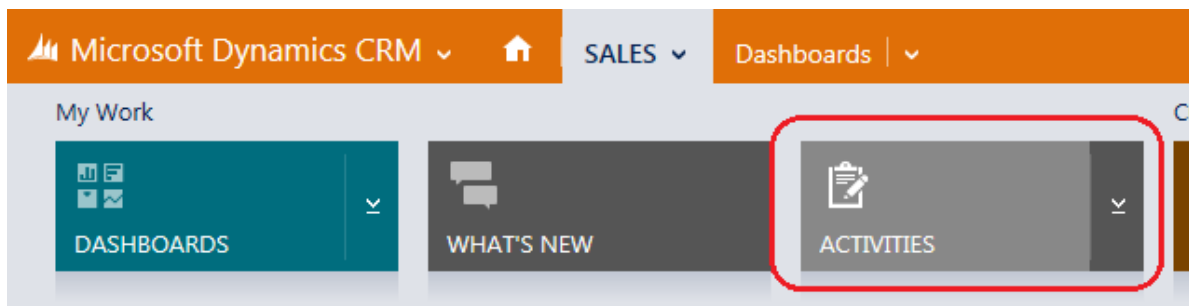 Microsoft Dynamics CRM SALES Dashboards
My Work
DASHBOARDS WHAT'S NEW ACTIVITIES